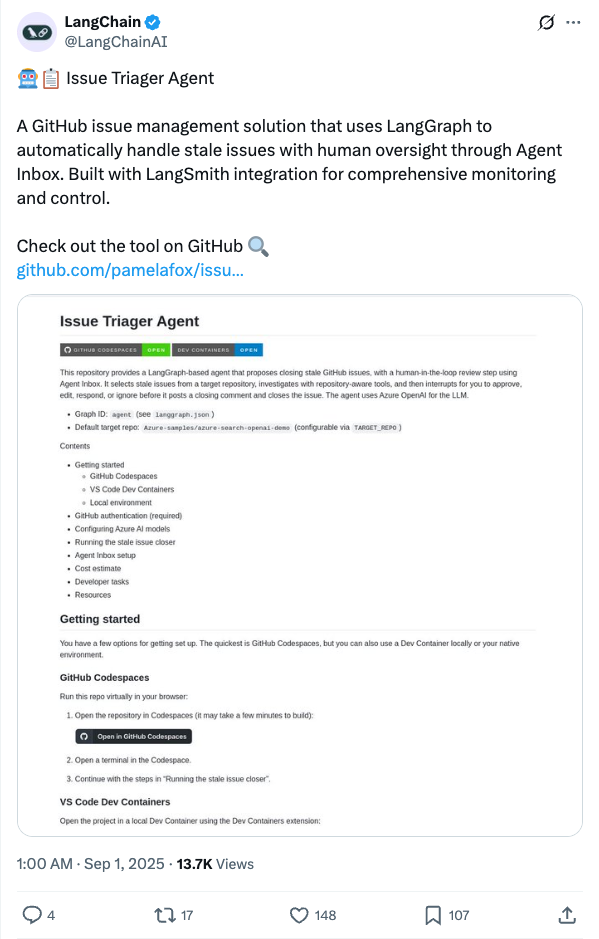 LangChain
@LangChainAI
🤖📋 Issue Triager Agent
A GitHub issue management solution that uses LangGraph to
automatically handle stale issues with human oversight through Agent
Inbox. Built with LangSmith integration for comprehensive monitoring
and control.
Check out the tool on GitHub 🔍
github.com/pamelafox/issu...
Issue Triager Agent
GITHUB CODESPACES OPEN DEV CONTAINERS OPEN
This repository provides a LangGraph-based agent that proposes closing stale GitHub issues, with a human-in-the-loop review step using
Agent Inbox. It selects stale issues from a target repository, investigates with repository-aware tools, and then interrupts for you to approve,
edit, respond, or ignore before it posts a closing comment and closes the issue. The agent uses Azure OpenAI for the LLM.
• Graph ID: agent (see langgraph.json )
• Default target repo: Azure-samples/azure-search-openai-demo (configurable via TARGET_REPO )
Contents
• Getting started
GitHub Codespaces
VS Code Dev Containers
Local environment
• GitHub authentication (required)
• Configuring Azure AI models
• Running the stale issue closer
• Agent Inbox setup
• Cost estimate
• Developer tasks
• Resources
Getting started
You have a few options for getting set up. The quickest is GitHub Codespaces, but you can also use a Dev Container locally or your native
environment.
GitHub Codespaces
Run this repo virtually in your browser:
1. Open the repository in Codespaces (it may take a few minutes to build):
Open in GitHub Codespaces
2. Open a terminal in the Codespace.
3. Continue with the steps in "Running the stale issue closer".
VS Code Dev Containers
Open the project in a local Dev Container using the Dev Containers extension:
1:00 AM · Sep 1, 2025 · 13.7K Views
4 17 148 107